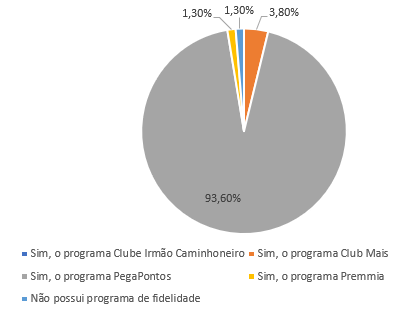 1,30% 1,30% 3,80%
93,60%
Sim, o programa Clube Irmão Caminhoneiro Sim, o programa Club Mais
Sim, o programa PegaPontos Sim, o programa Premmia
Não possui programa de fidelidade